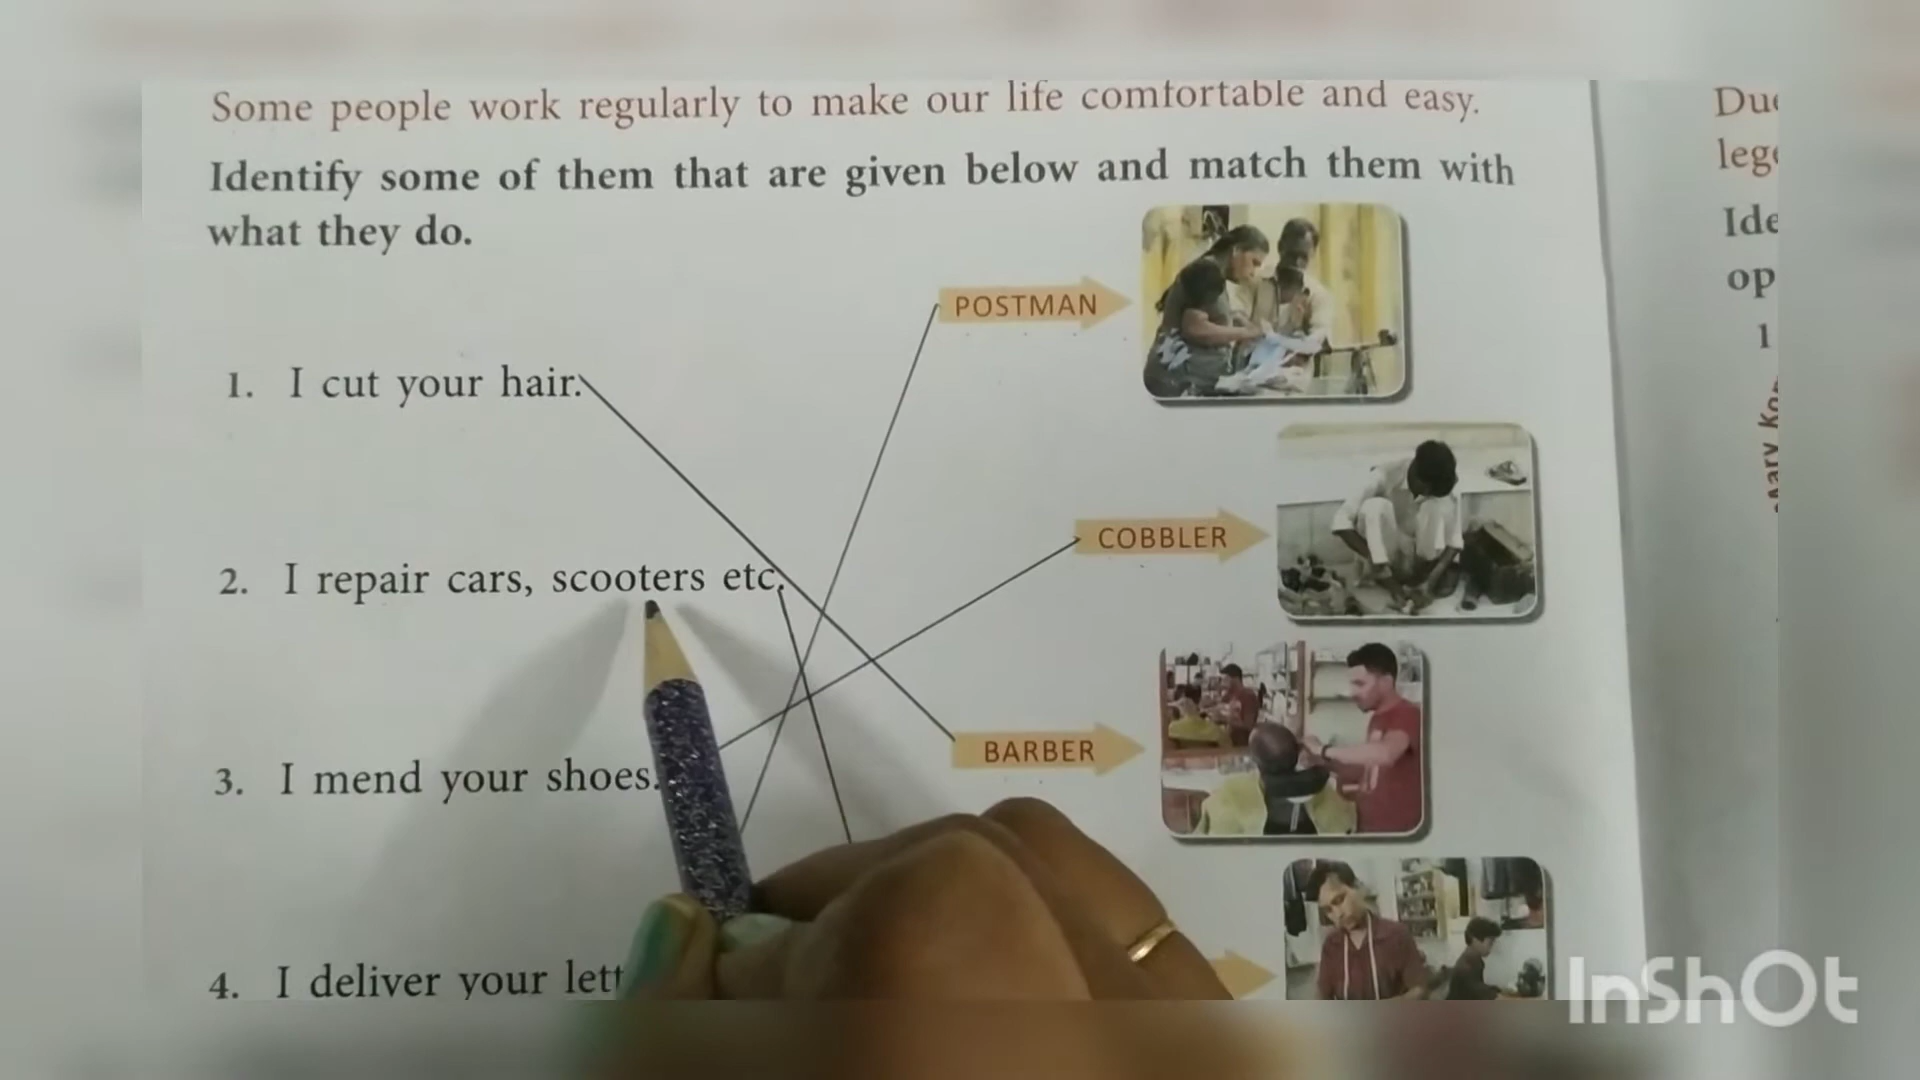 Some people work regularly to make our life comfortable and easy.
Identify some of them that are given below and match them with
what they do.
POSTMAN
1. I cut your hair.
COBBLER
2. I repair cars, scooters etc.
BARBER
3. I mend your shoes.
4. I deliver your lett
Du
leg
Ide
op
1
Mary Ko
InShOt